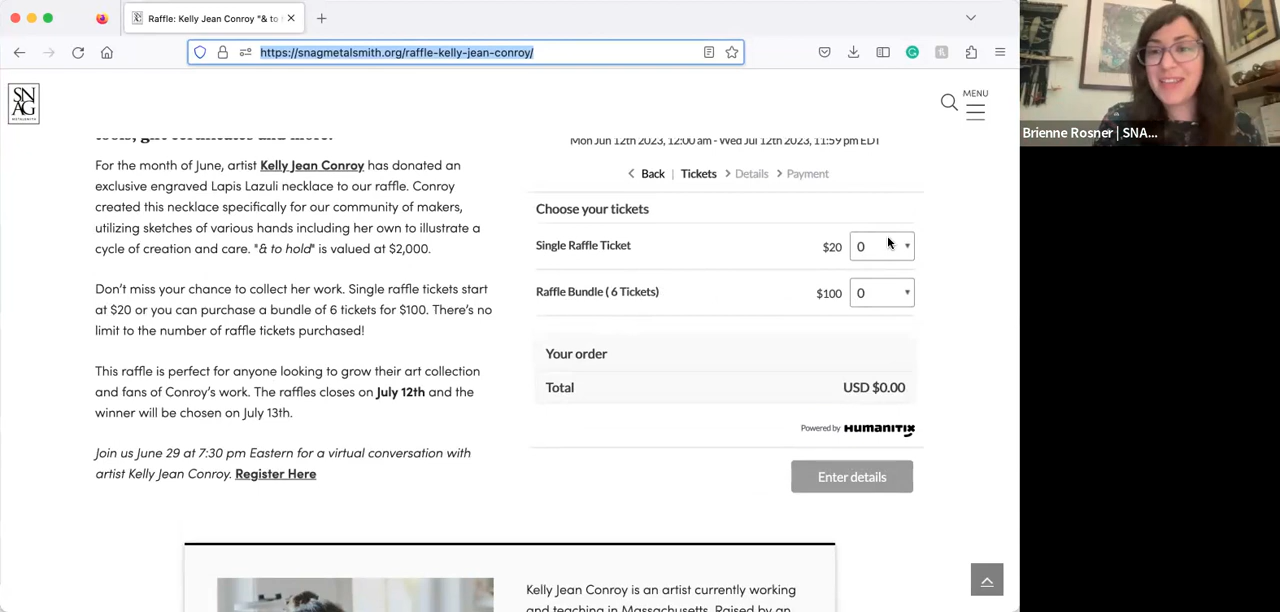 Raffle: Kelly Jean Conroy "& to
https://snagmetalsmith.org/raffle-kelly-jean-conroy/
SN
AG
METALSMITH
MENU
Brienne Rosner | SNA...
For the month of June, artist Kelly Jean Conroy has donated an
exclusive engraved Lapis Lazuli necklace to our raffle. Conroy
created this necklace specifically for our community of makers,
utilizing sketches of various hands including her own to illustrate a
cycle of creation and care. "& to hold" is valued at $2,000.
Don't miss your chance to collect her work. Single raffle tickets start
at $20 or you can purchase a bundle of 6 tickets for $100. There's no
limit to the number of raffle tickets purchased!
This raffle is perfect for anyone looking to grow their art collection
and fans of Conroy's work. The raffles closes on July 12th and the
winner will be chosen on July 13th.
Join us June 29 at 7:30 pm Eastern for a virtual conversation with
artist Kelly Jean Conroy. Register Here
Mon Jun 12th 2023, 12:00 am - Wed Jul 12th 2023, 11:59 pm EDT
Back | Tickets > Details > Payment
Choose your tickets
Single Raffle Ticket $20 0
Raffle Bundle ( 6 Tickets) $100 0
Your order
Total USD $0.00
Powered by HUMANITIX
Enter details
Kelly Jean Conroy is an artist currently working
and teaching in Massachusetts. Raised by an